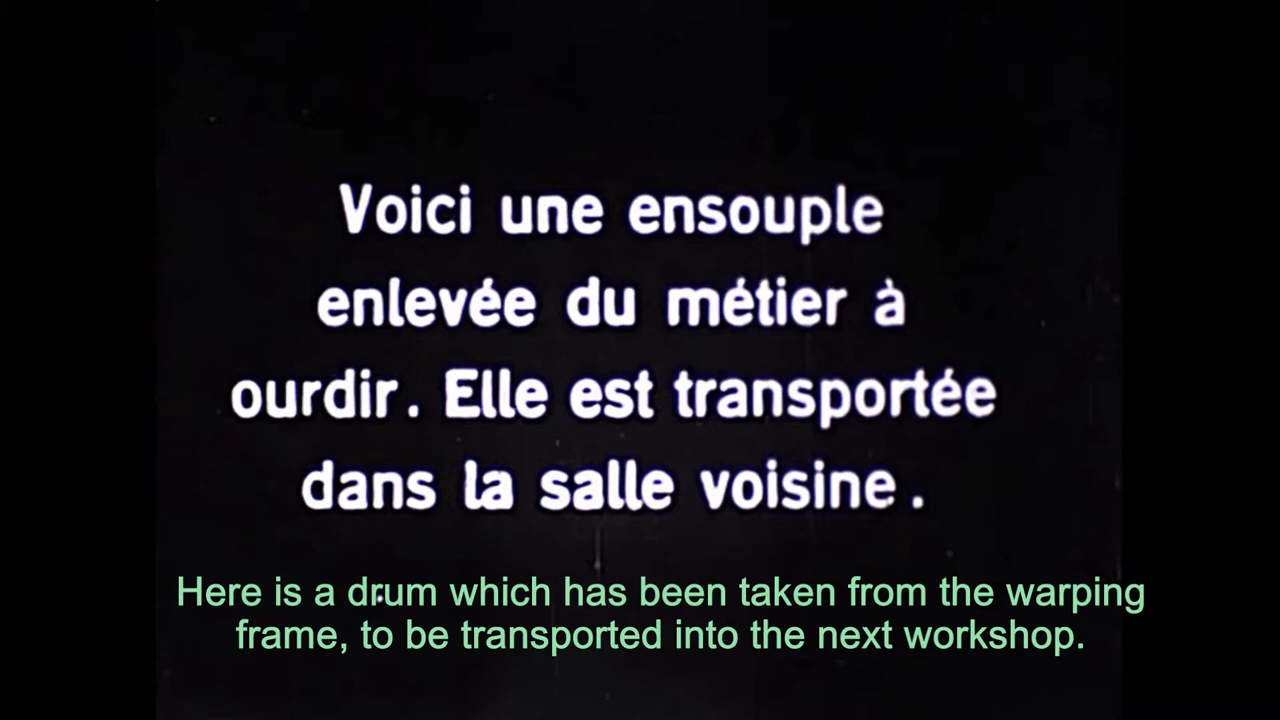 Voici une ensouple
enlevée du métier à
ourdir. Elle est transportée
dans la salle voisine.
Here is a drum which has been taken from the warping
frame, to be transported into the next workshop.